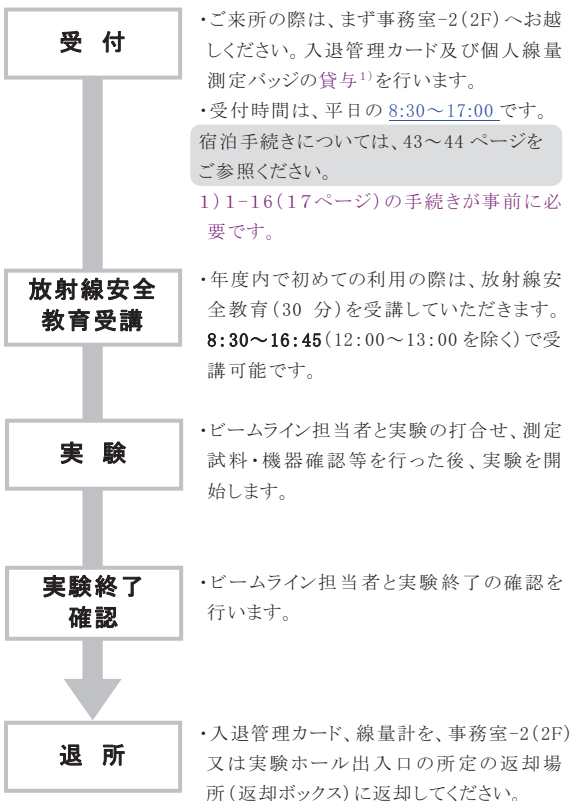 受 付
・ご来所の際は、まず事務室-2(2F)へお越
しください。入退管理カード及び個人線量
測定バッジの貸与1)を行います。
・受付時間は、平日の 8:30～17:00 です。
宿泊手続きについては、43～44 ページを
ご参照ください。
1)1-16(17ページ)の手続きが事前に必
要です。
放射線安全
教育受講
・年度内で初めての利用の際は、放射線安
全教育(30 分)を受講していただきます。
8:30～16:45(12:00～13:00 を除く)で受
講可能です。
実 験
・ビームライン担当者と実験の打合せ、測定
試料・機器確認等を行った後、実験を開
始します。
実験終了
確認
・ビームライン担当者と実験終了の確認を
行います。
退 所
・入退管理カード、線量計を、事務室-2(2F)
又は実験ホール出入口の所定の返却場
所(返却ボックス)に返却してください。